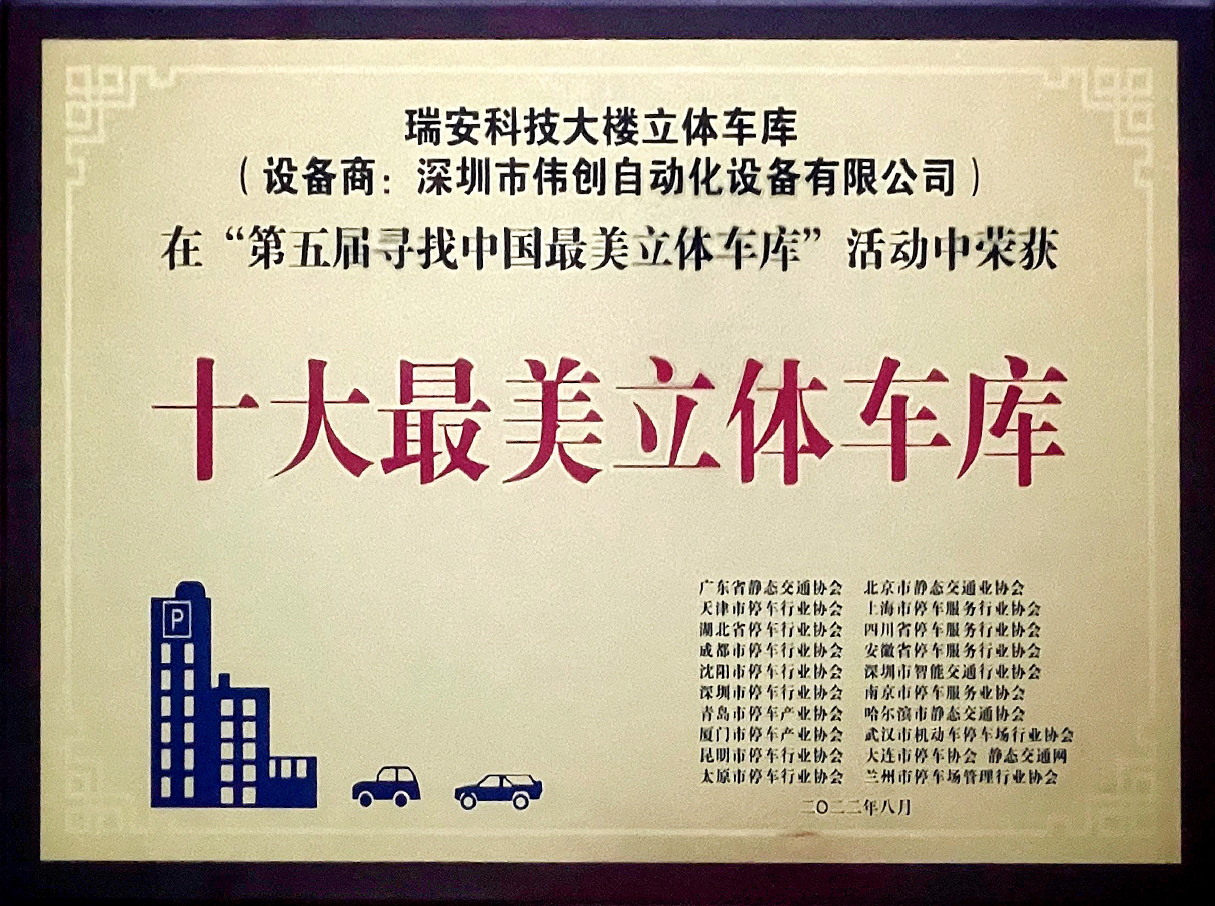 瑞安科技大楼立体车库
（设备商：深圳市伟创自动化设备有限公司）
在“第五届寻找中国最美立体车库”活动中荣获
十大最美立体车库
P
广东省静态交通协会 北京市静态交通业协会
天津市停车行业协会 上海市停车服务行业协会
湖北省停车行业协会 四川省停车服务行业协会
成都市停车行业协会 安徽省停车服务行业协会
沈阳市停车行业协会 深圳市智能交通行业协会
深圳市停车行业协会 南京市停车服务业协会
青岛市停车产业协会 哈尔滨市静态交通协会
厦门市停车产业协会 武汉市机动车停车场行业协会
昆明市停车行业协会 大连市停车协会 静态交通网
太原市停车行业协会 兰州市停车场管理行业协会
二〇二二年八月